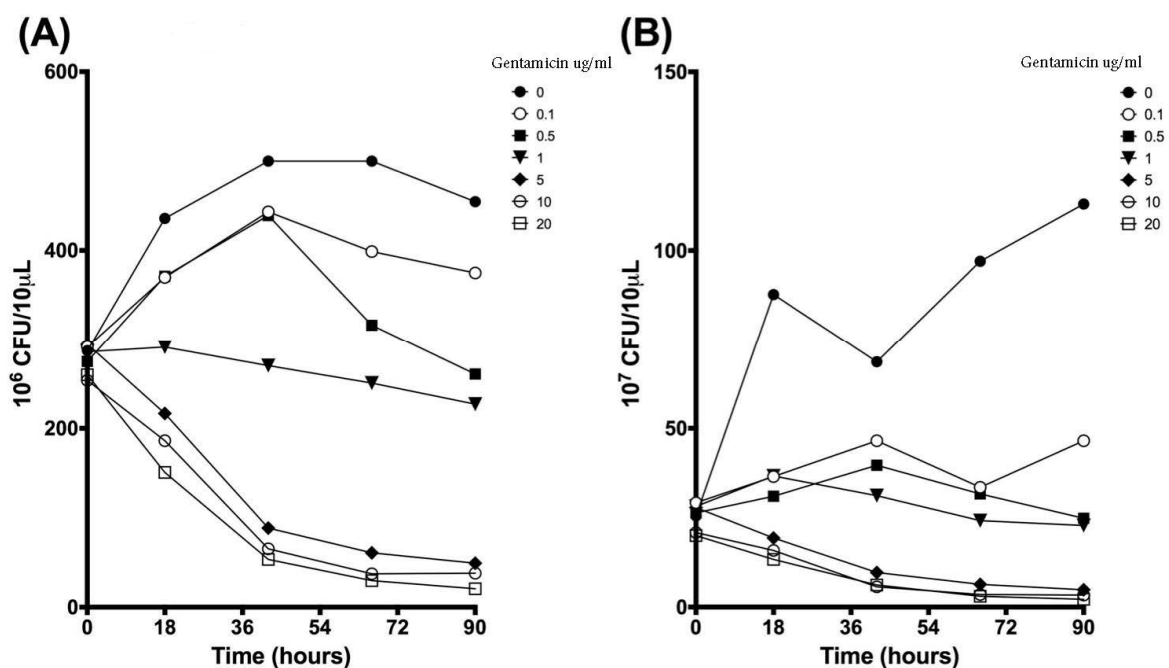 (A)
Gentamicin ug/ml
0
0.1
0.5
1
5
10
20
600
400
200
0
10⁶ CFU/10μL
0 18 36 54 72 90
Time (hours)
(B)
Gentamicin ug/ml
0
0.1
0.5
1
5
10
20
150
100
50
0
10⁷ CFU/10μL
0 18 36 54 72 90
Time (hours)